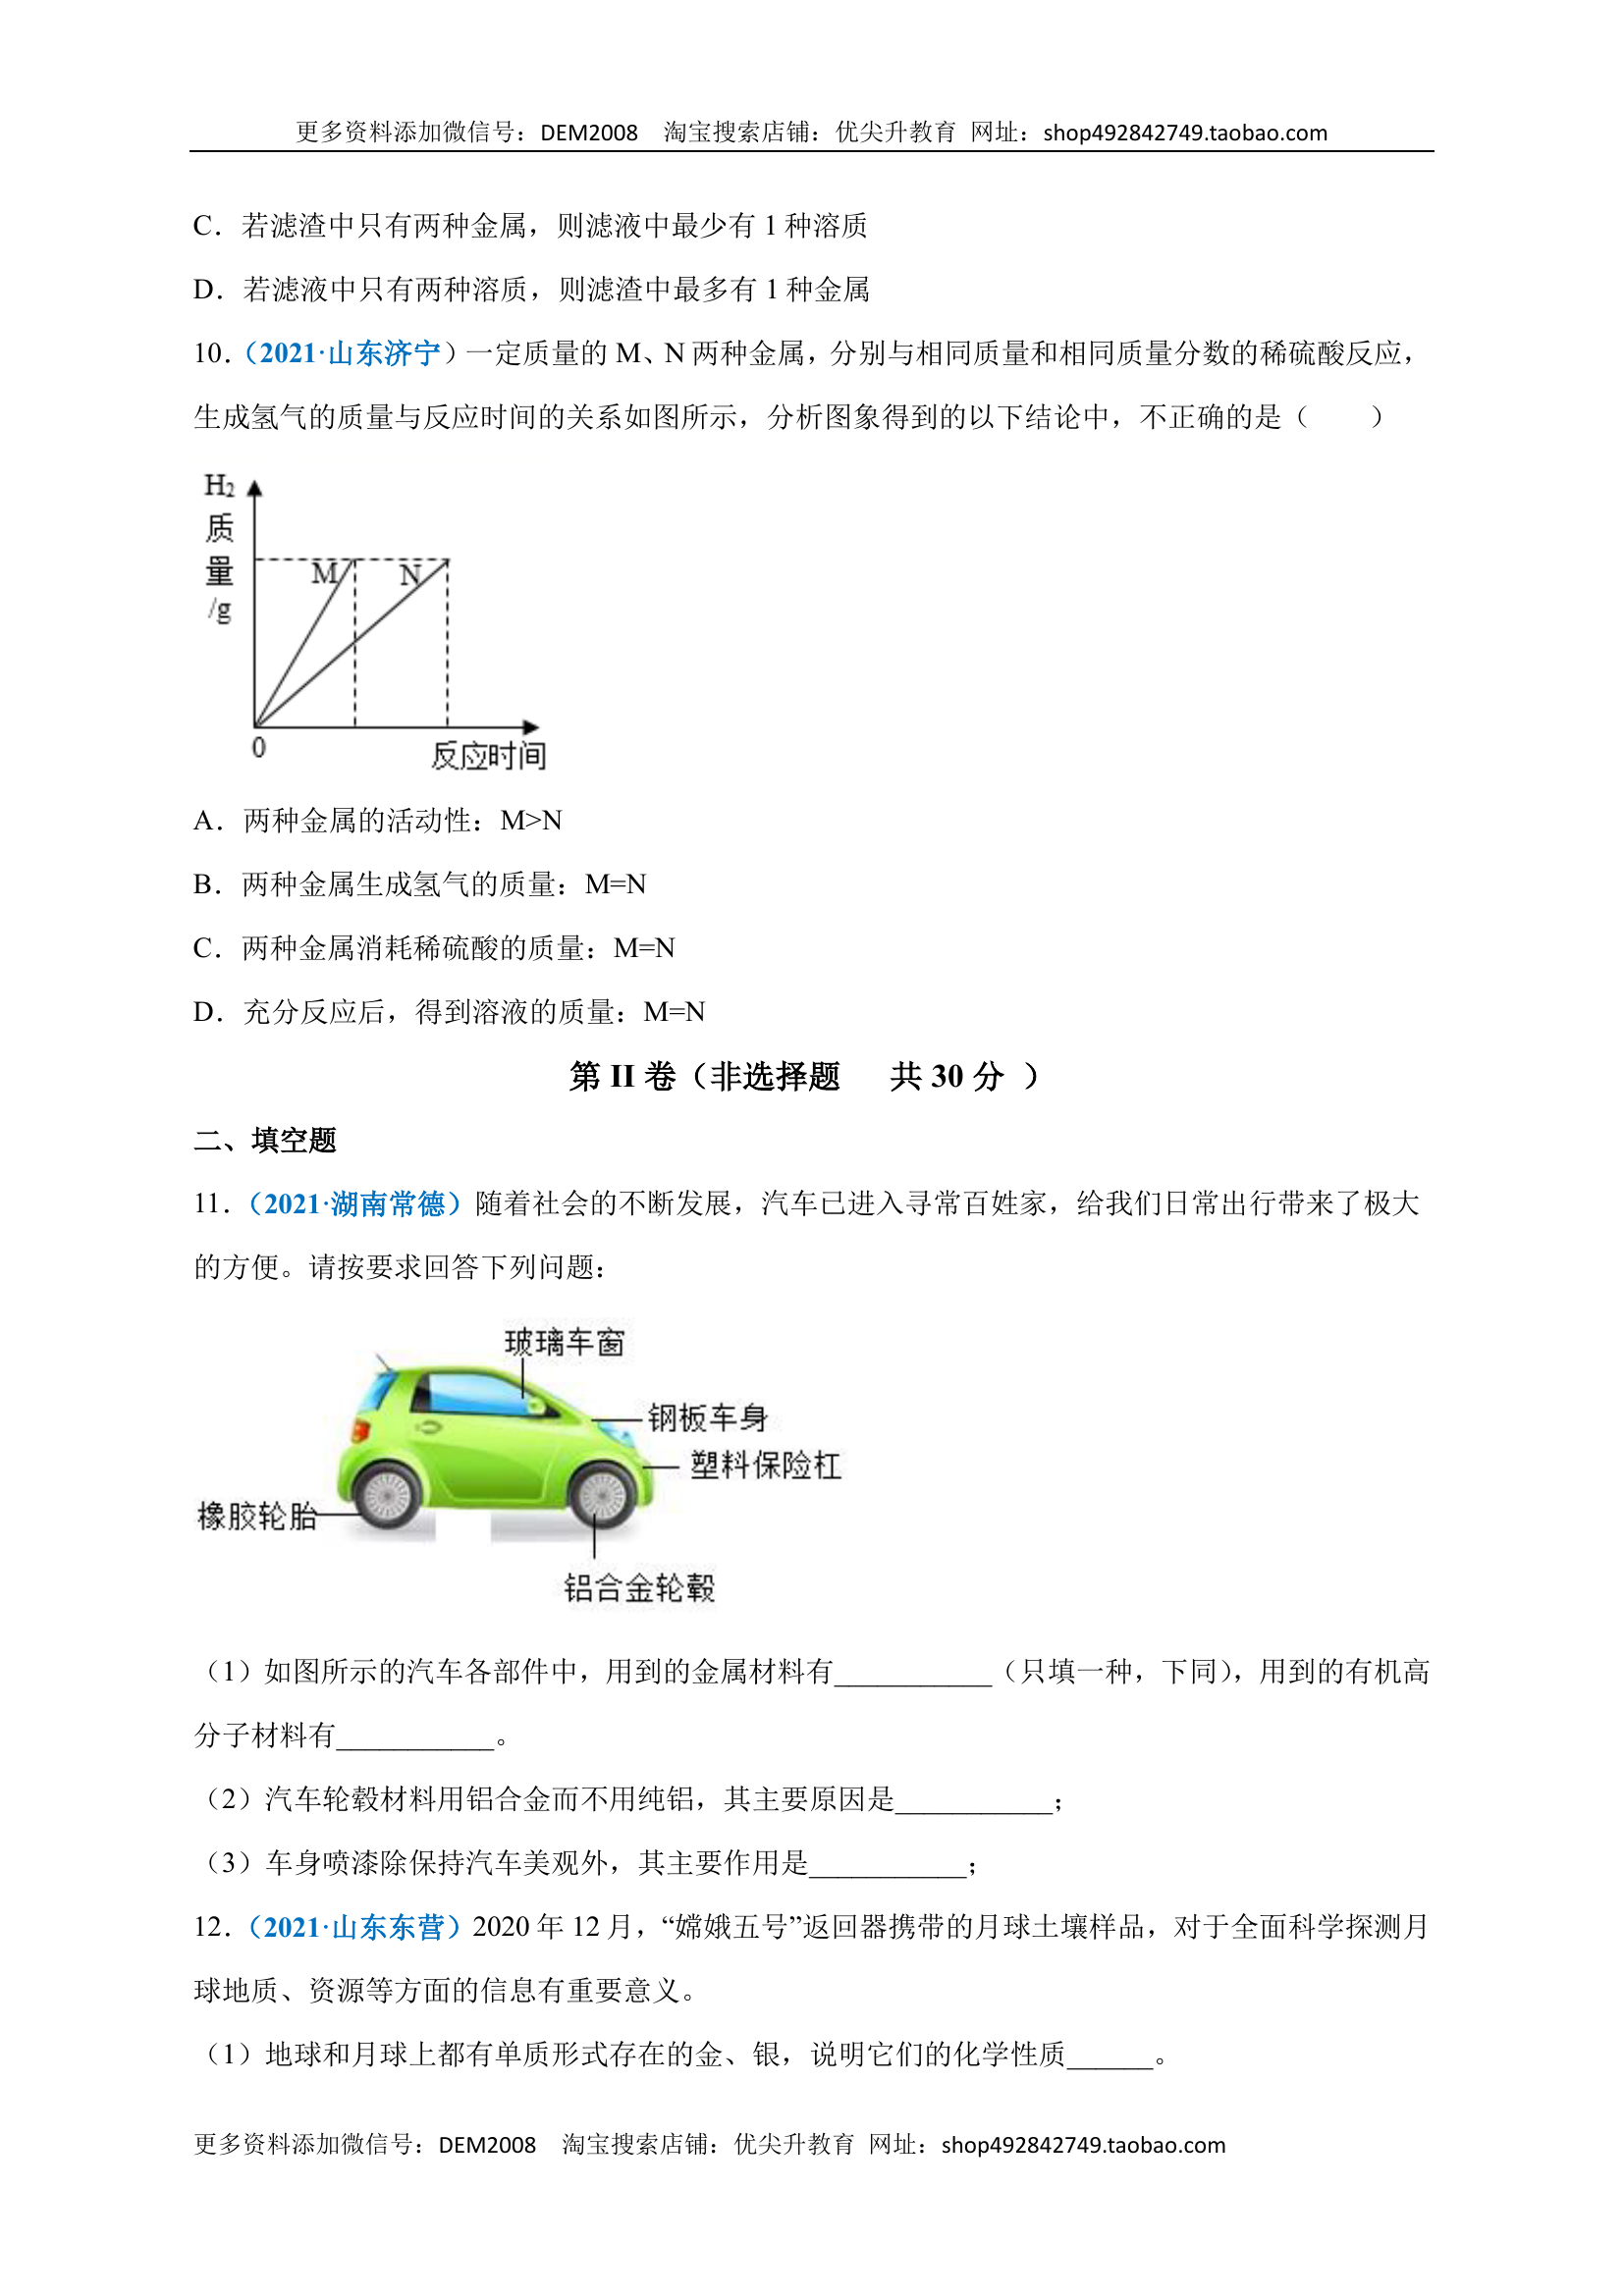 更多资料添加微信号：DEM2008 淘宝搜索店铺：优尖升教育 网址：shop492842749.taobao.com
C．若滤渣中只有两种金属，则滤液中最少有 1 种溶质
D．若滤液中只有两种溶质，则滤渣中最多有 1 种金属
10．（2021·山东济宁）一定质量的 M、N 两种金属，分别与相同质量和相同质量分数的稀硫酸反应，
生成氢气的质量与反应时间的关系如图所示，分析图象得到的以下结论中，不正确的是（　　）
H₂
质
量
/g
M
N
0
反应时间
A．两种金属的活动性：M>N
B．两种金属生成氢气的质量：M=N
C．两种金属消耗稀硫酸的质量：M=N
D．充分反应后，得到溶液的质量：M=N
第 II 卷（非选择题 共 30 分 ）
二、填空题
11．（2021·湖南常德）随着社会的不断发展，汽车已进入寻常百姓家，给我们日常出行带来了极大
的方便。请按要求回答下列问题：
玻璃车窗
钢板车身
塑料保险杠
橡胶轮胎
铝合金轮毂
（1）如图所示的汽车各部件中，用到的金属材料有___________（只填一种，下同），用到的有机高
分子材料有___________。
（2）汽车轮毂材料用铝合金而不用纯铝，其主要原因是___________；
（3）车身喷漆除保持汽车美观外，其主要作用是___________；
12．（2021·山东东营）2020 年 12 月，“嫦娥五号”返回器携带的月球土壤样品，对于全面科学探测月
球地质、资源等方面的信息有重要意义。
（1）地球和月球上都有单质形式存在的金、银，说明它们的化学性质______。
更多资料添加微信号：DEM2008 淘宝搜索店铺：优尖升教育 网址：shop492842749.taobao.com